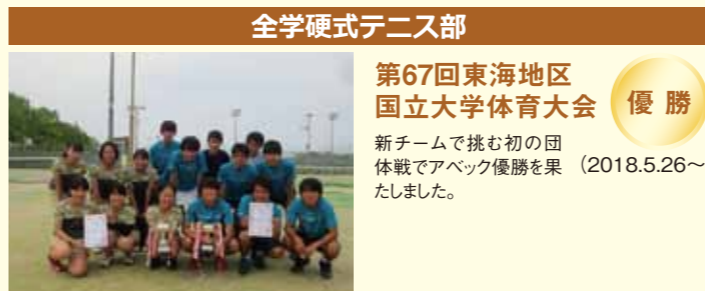 全学硬式テニス部
第67回東海地区
国立大学体育大会
優 勝
新チームで挑む初の団
体戦でアベック優勝を果
たしました。
(2018.5.26〜